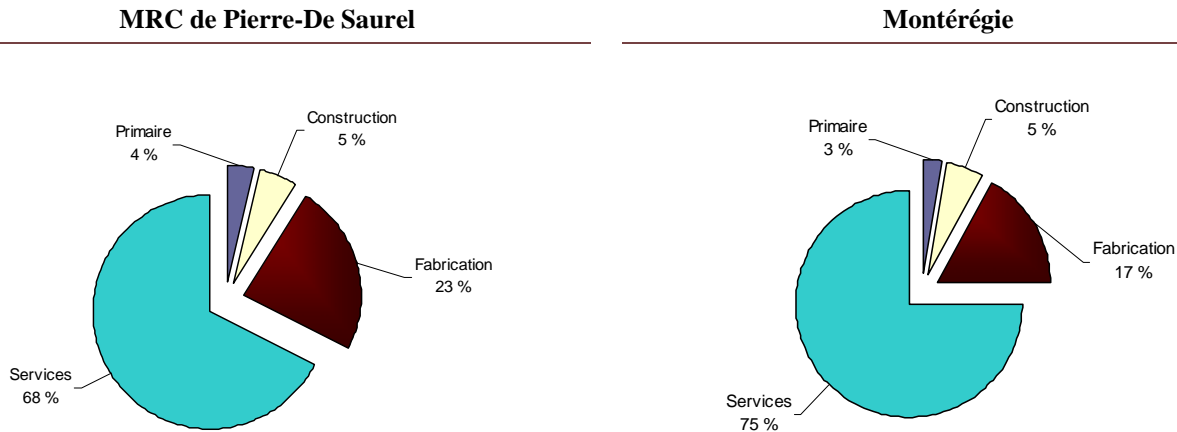 MRC de Pierre-De Saurel
Primaire
4 %
Construction
5 %
Fabrication
23 %
Services
68 %
Montérégie
Primaire
3 %
Construction
5 %
Fabrication
17 %
Services
75 %